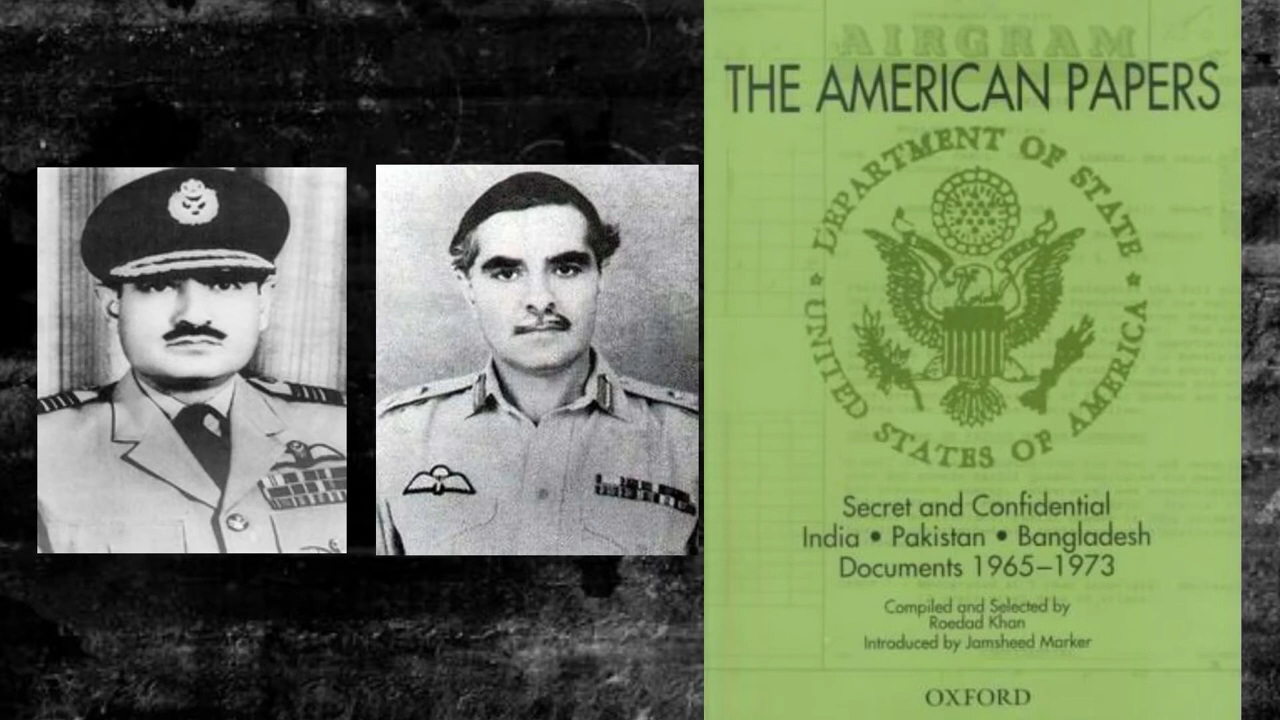 AIRGRAM
THE AMERICAN PAPERS
DEPARTMENT OF STATE
UNITED STATES OF AMERICA
Secret and Confidential
India • Pakistan • Bangladesh
Documents 1965–1973
Compiled and Selected by
Roedad Khan
Introduced by Jamsheed Marker
OXFORD